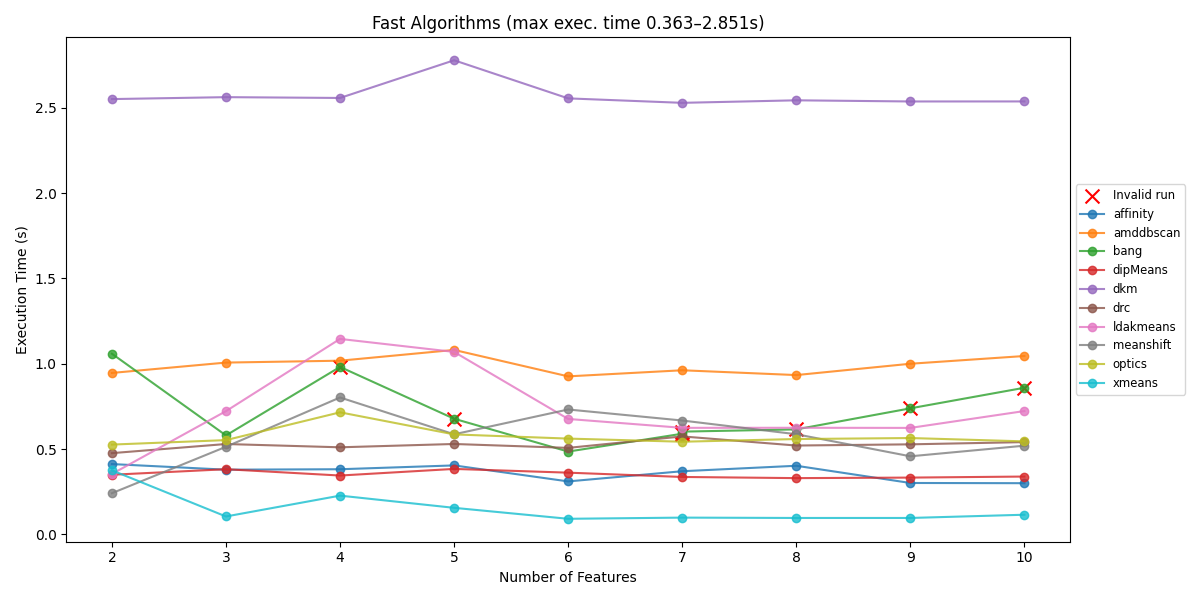 Fast Algorithms (max exec. time 0.363–2.851s)
Execution Time (s)
2.5
2.0
1.5
1.0
0.5
0.0
2 3 4 5 6 7 8 9 10
Number of Features
Invalid run
affinity
amddbscan
bang
dipMeans
dkm
drc
ldakmeans
meanshift
optics
xmeans